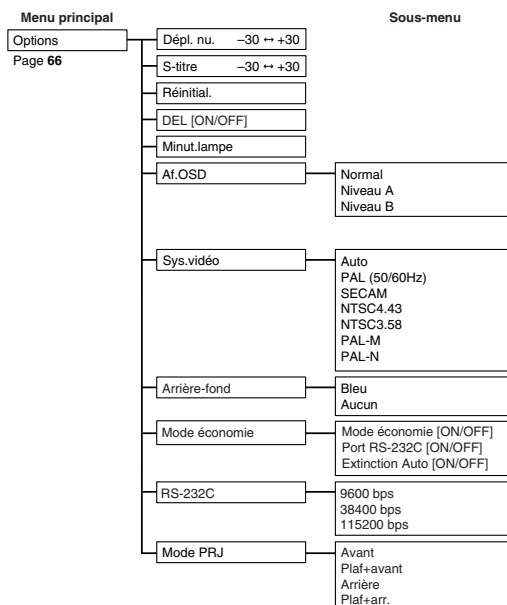 Menu principal
Sous-menu
Options
Page 66
Dépl. nu. –30 ↔ +30
S-titre –30 ↔ +30
Réinitial.
DEL [ON/OFF]
Minut.lampe
Af.OSD
Normal
Niveau A
Niveau B
Sys.vidéo
Auto
PAL (50/60Hz)
SECAM
NTSC4.43
NTSC3.58
PAL-M
PAL-N
Arrière-fond
Bleu
Aucun
Mode économie
Mode économie [ON/OFF]
Port RS-232C [ON/OFF]
Extinction Auto [ON/OFF]
RS-232C
9600 bps
38400 bps
115200 bps
Mode PRJ
Avant
Plaf+avant
Arrière
Plaf+arr.